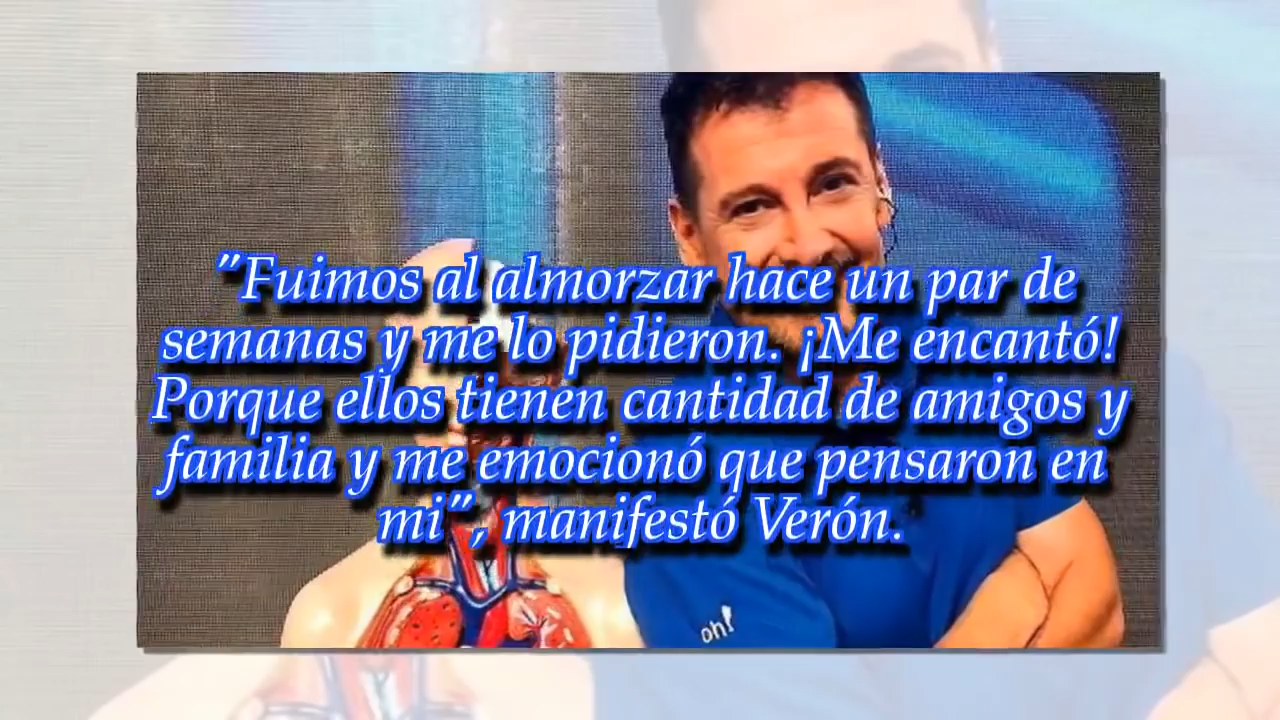 "Fuimos al almorzar hace un par de
semanas y me lo pidieron. ¡Me encantó!
Porque ellos tienen cantidad de amigos y
familia y me emocionó que pensaron en
mi", manifestó Verón.
oh!